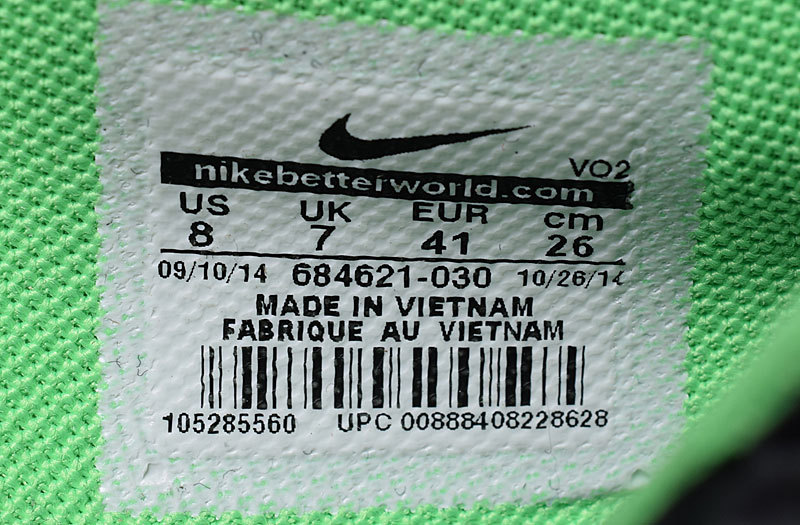 VO2
nikebetterworld.com
US UK EUR cm
8 7 41 26
09/10/14 684621-030 10/26/14
MADE IN VIETNAM
FABRIQUE AU VIETNAM
105285560 UPC 00888408228628